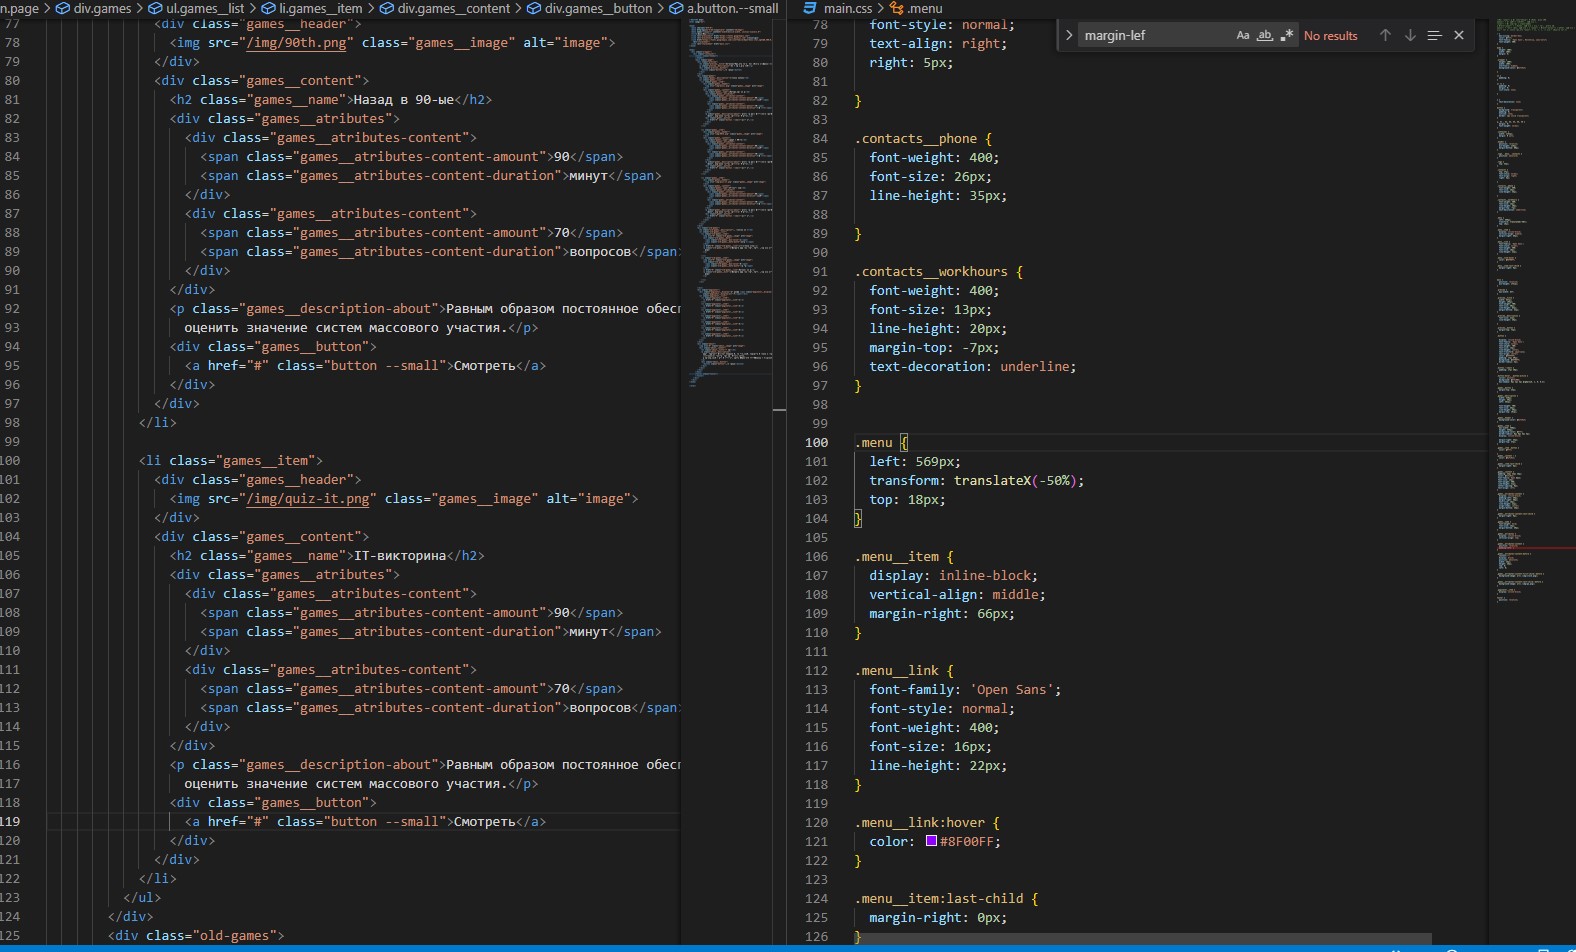 n.page > div.games > ul.games__list > li.games__item > div.games__content > div.games__button > a.button.--small
77 <div class="games__header">
78 <img src="/img/90th.png" class="games__image" alt="image">
79 </div>
80 <div class="games__content">
81 <h2 class="games__name">Назад в 90-ые</h2>
82 <div class="games__atributes">
83 <div class="games__atributes-content">
84 <span class="games__atributes-content-amount">90</span>
85 <span class="games__atributes-content-duration">минут</span>
86 </div>
87 <div class="games__atributes-content">
88 <span class="games__atributes-content-amount">70</span>
89 <span class="games__atributes-content-duration">вопросов</span>
90 </div>
91 </div>
92 <p class="games__description-about">Равным образом постоянное обесп
93 оценить значение систем массового участия.</p>
94 <div class="games__button">
95 <a href="#" class="button --small">Смотреть</a>
96 </div>
97 </div>
98 </li>
99
100 <li class="games__item">
101 <div class="games__header">
102 <img src="/img/quiz-it.png" class="games__image" alt="image">
103 </div>
104 <div class="games__content">
105 <h2 class="games__name">IT-викторина</h2>
106 <div class="games__atributes">
107 <div class="games__atributes-content">
108 <span class="games__atributes-content-amount">90</span>
109 <span class="games__atributes-content-duration">минут</span>
110 </div>
111 <div class="games__atributes-content">
112 <span class="games__atributes-content-amount">70</span>
113 <span class="games__atributes-content-duration">вопросов</span>
114 </div>
115 </div>
116 <p class="games__description-about">Равным образом постоянное обесп
117 оценить значение систем массового участия.</p>
118 <div class="games__button">
119 <a href="#" class="button --small">Смотреть</a>
120 </div>
121 </div>
122 </li>
123 </ul>
124 </div>
125 <div class="old-games">
main.css > .menu
margin-lef Aa ab .* No results
78 font-style: normal;
79 text-align: right;
80 right: 5px;
81
82 }
83
84 .contacts__phone {
85 font-weight: 400;
86 font-size: 26px;
87 line-height: 35px;
88
89 }
90
91 .contacts__workhours {
92 font-weight: 400;
93 font-size: 13px;
94 line-height: 20px;
95 margin-top: -7px;
96 text-decoration: underline;
97 }
98
99
100 .menu {
101 left: 569px;
102 transform: translateX(-50%);
103 top: 18px;
104 }
105
106 .menu__item {
107 display: inline-block;
108 vertical-align: middle;
109 margin-right: 66px;
110 }
111
112 .menu__link {
113 font-family: 'Open Sans';
114 font-style: normal;
115 font-weight: 400;
116 font-size: 16px;
117 line-height: 22px;
118 }
119
120 .menu__link:hover {
121 color: #8F00FF;
122 }
123
124 .menu__item:last-child {
125 margin-right: 0px;
126 }